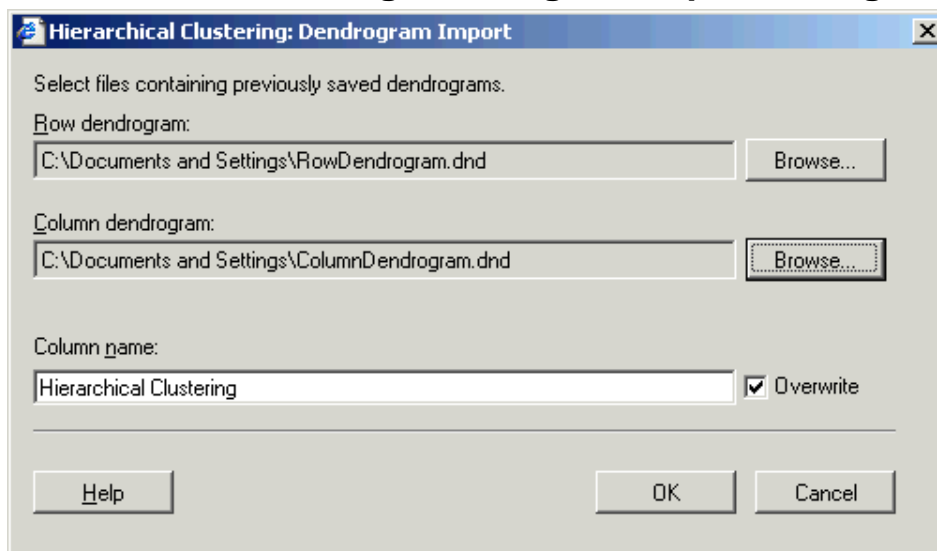 Hierarchical Clustering: Dendrogram Import
Select files containing previously saved dendrograms.
Row dendrogram:
C:\Documents and Settings\RowDendrogram.dnd
Browse...
Column dendrogram:
C:\Documents and Settings\ColumnDendrogram.dnd
Browse...
Column name:
Hierarchical Clustering
Overwrite
Help
OK
Cancel